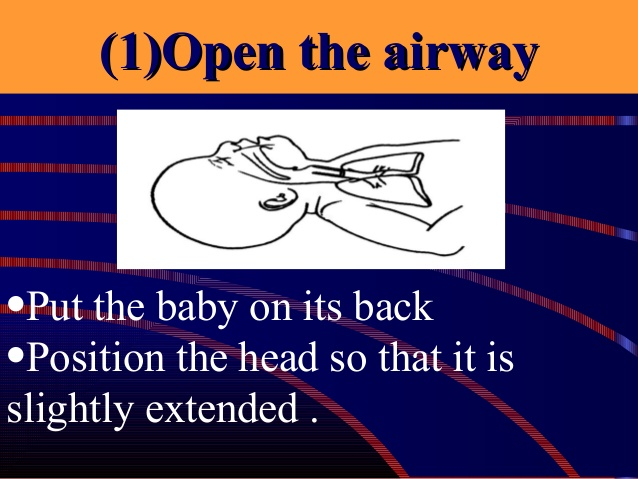 (1)Open the airway
•Put the baby on its back
•Position the head so that it is
slightly extended .